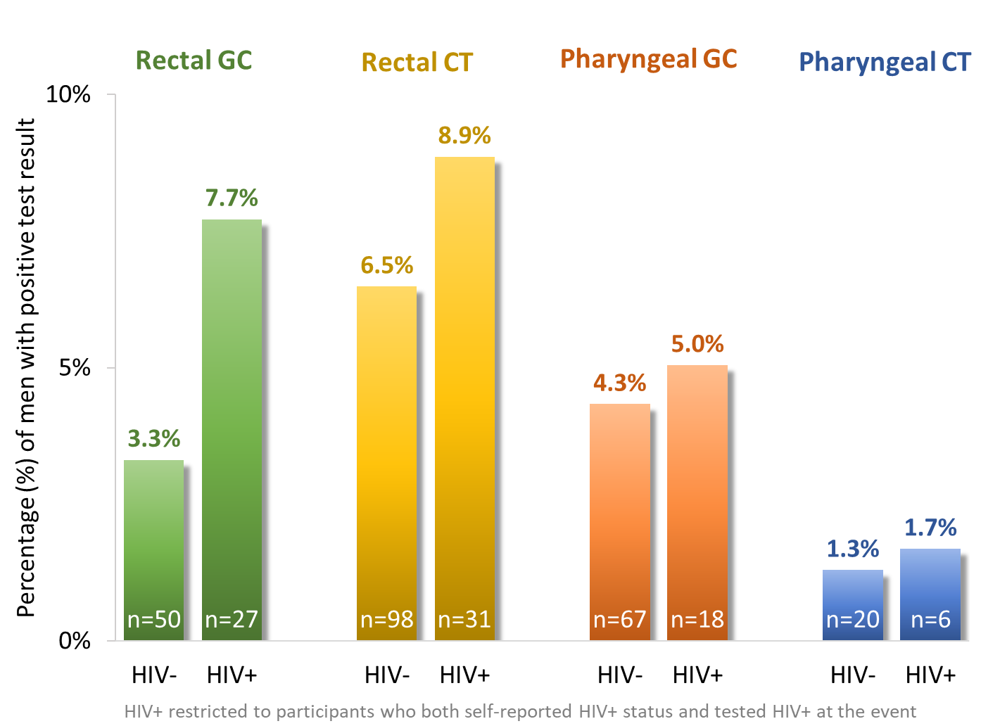 Rectal GC
Rectal CT
Pharyngeal GC
Pharyngeal CT
Percentage (%) of men with positive test result
10%
5%
0%
3.3%
7.7%
6.5%
8.9%
4.3%
5.0%
1.3%
1.7%
n=50
n=27
n=98
n=31
n=67
n=18
n=20
n=6
HIV-
HIV+
HIV-
HIV+
HIV-
HIV+
HIV-
HIV+
HIV+ restricted to participants who both self-reported HIV+ status and tested HIV+ at the event